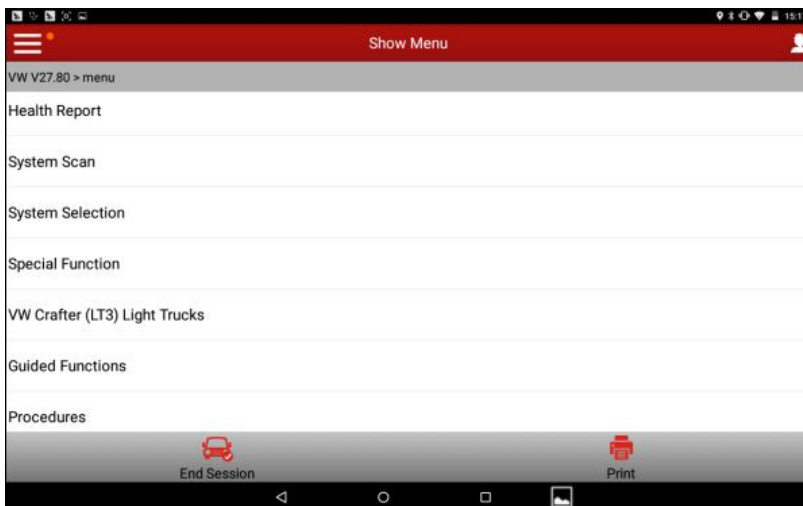 Show Menu
VW V27.80 > menu
Health Report
System Scan
System Selection
Special Function
VW Crafter (LT3) Light Trucks
Guided Functions
Procedures
End Session
Print